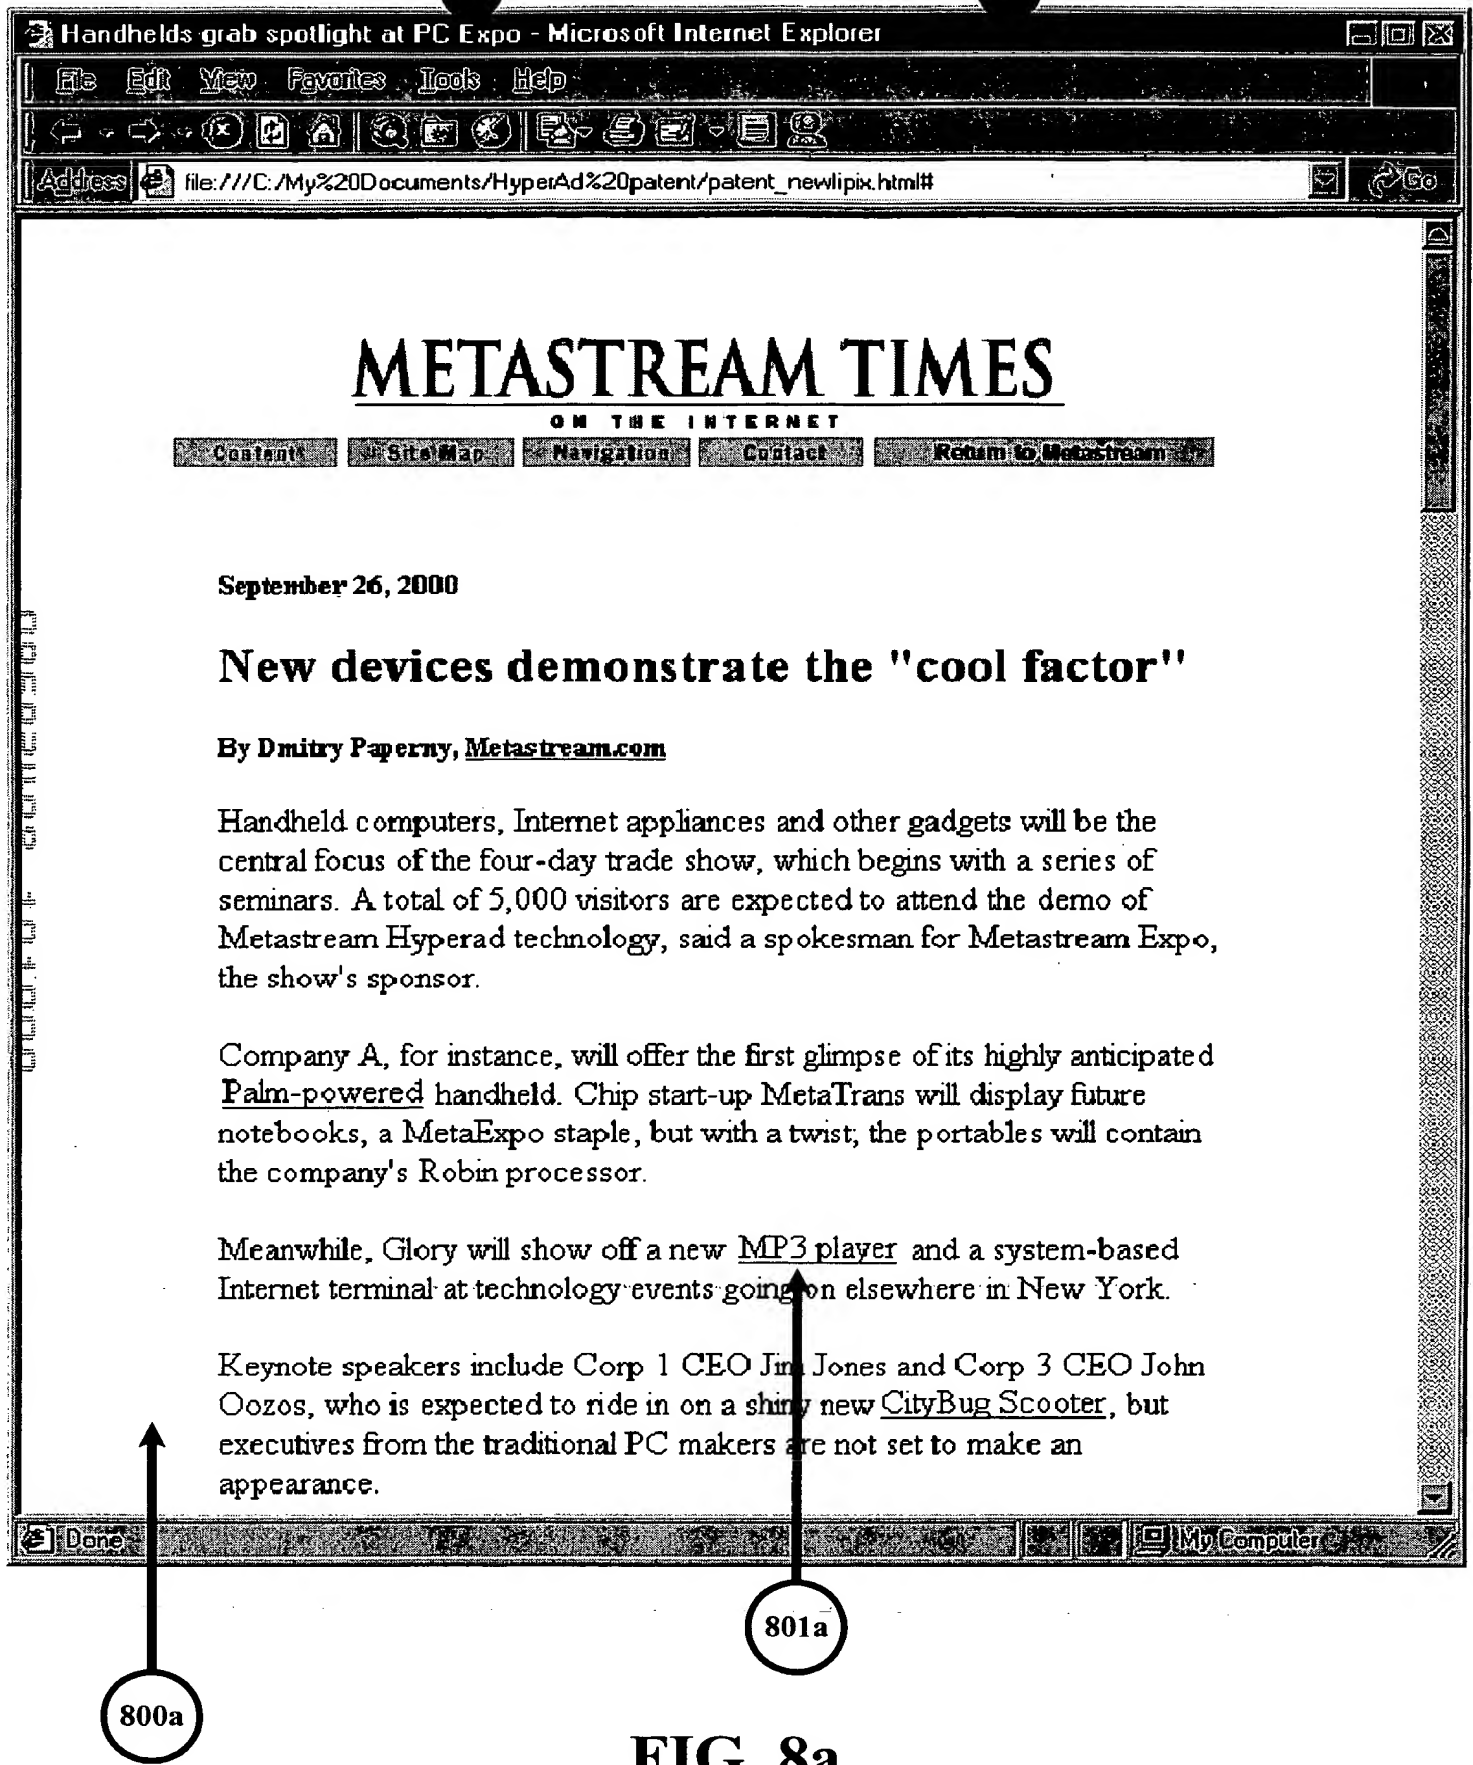 Handhelds grab spotlight at PC Expo - Microsoft Internet Explorer
File Edit View Favorites Tools Help
Address file:///C:/My%20Documents/HyperAd%20patent/patent_newlipix.html# Go
METASTREAM TIMES
ON THE INTERNET
Content Site Map Navigation Contact Return to Metastream
September 26, 2000
New devices demonstrate the "cool factor"
By Dmitry Paperny, Metastream.com
Handheld computers, Internet appliances and other gadgets will be the
central focus of the four-day trade show, which begins with a series of
seminars. A total of 5,000 visitors are expected to attend the demo of
Metastream Hyperad technology, said a spokesman for Metastream Expo,
the show's sponsor.
Company A, for instance, will offer the first glimpse of its highly anticipated
Palm-powered handheld. Chip start-up MetaTrans will display future
notebooks, a MetaExpo staple, but with a twist; the portables will contain
the company's Robin processor.
Meanwhile, Glory will show off a new MP3 player and a system-based
Internet terminal at technology events going on elsewhere in New York.
Keynote speakers include Corp 1 CEO Jim Jones and Corp 3 CEO John
Oozos, who is expected to ride in on a shiny new CityBug Scooter, but
executives from the traditional PC makers are not set to make an
appearance.
Done My Computer
801a
800a
FIG. 8a